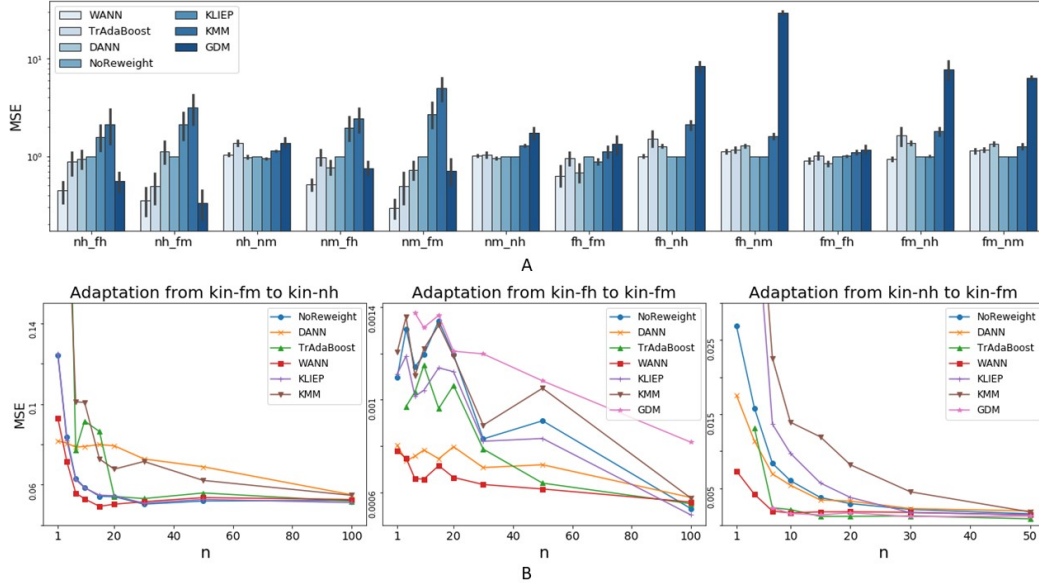 WANN
TrAdaBoost
DANN
NoReweight
KLIEP
KMM
GDM
MSE
10¹
10⁰
nh_fh nh_fm nh_nm nm_fh nm_fm nm_nh fh_fm fh_nh fh_nm fm_fh fm_nh fm_nm
A
Adaptation from kin-fm to kin-nh
MSE
0.14
0.1
0.06
NoReweight
DANN
TrAdaBoost
WANN
KLIEP
KMM
1 20 40 60 80 100
n
Adaptation from kin-fh to kin-fm
0.0014
0.001
0.0006
NoReweight
DANN
TrAdaBoost
WANN
KLIEP
KMM
GDM
1 20 40 60 80 100
n
Adaptation from kin-nh to kin-fm
0.025
0.015
0.005
NoReweight
DANN
TrAdaBoost
WANN
KLIEP
KMM
GDM
1 10 20 30 40 50
n
B